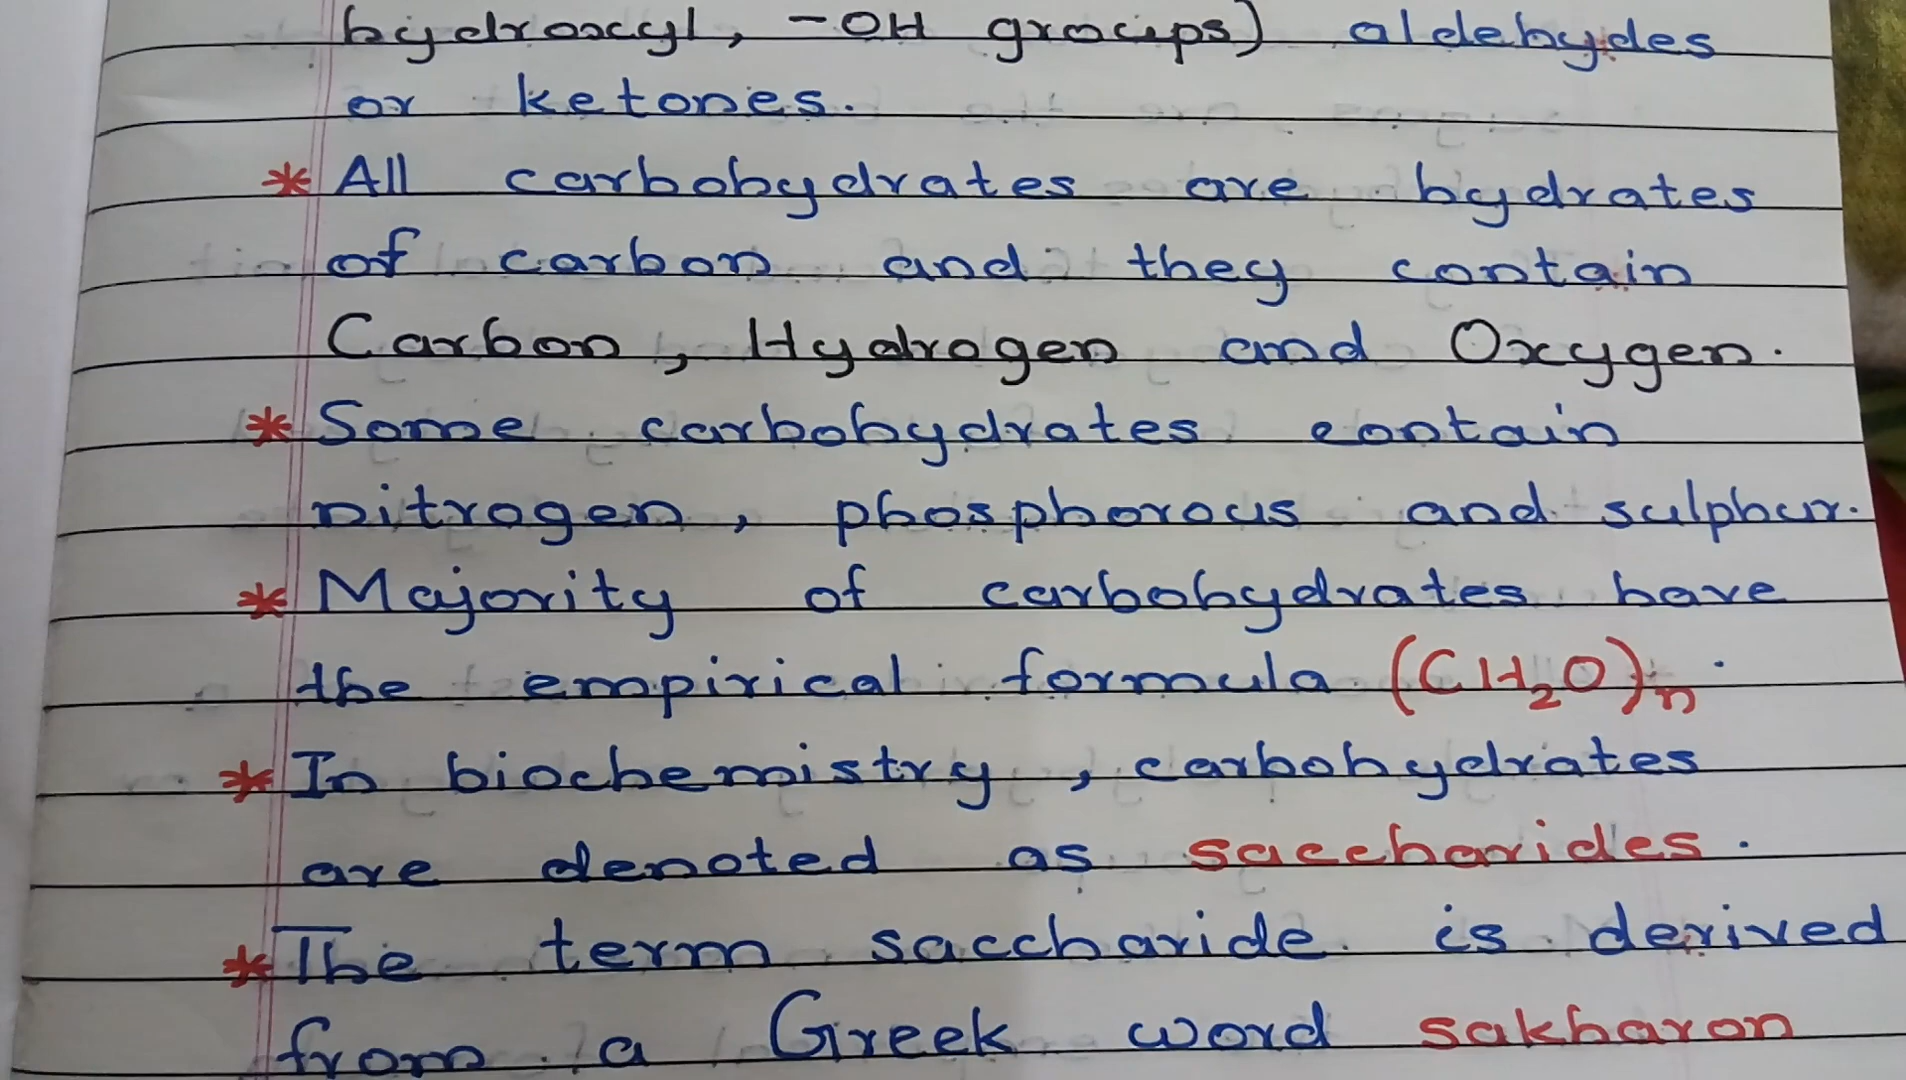 hydroxyl, -OH groups) aldehydes
or ketones.
* All carbohydrates are hydrates
of carbon and they contain
Carbon, Hydrogen and Oxygen.
* Some carbohydrates contain
nitrogen, phosphorous and sulphur.
* Majority of carbohydrates have
the empirical formula (CH₂O)n.
* In biochemistry, carbohydrates
are denoted as saccharides.
* The term saccharide is derived
from a Greek word sakharon